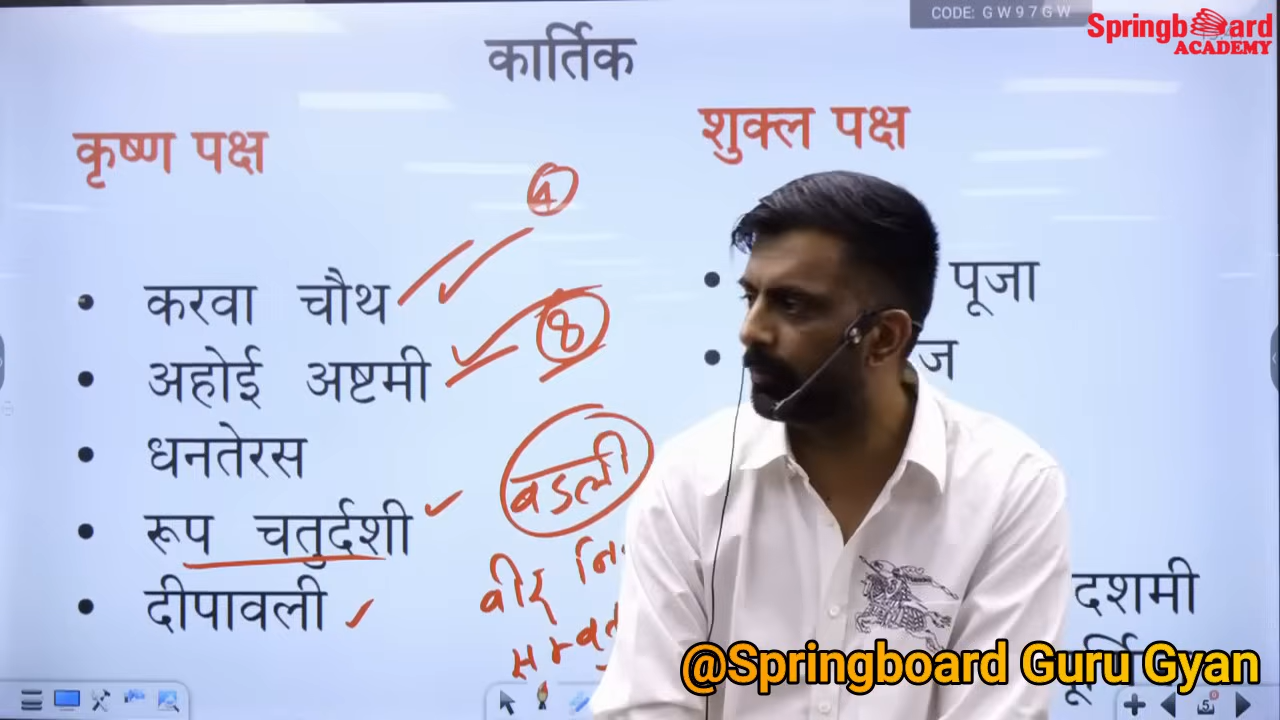 CODE: GW97GW
Springboard
ACADEMY
कार्तिक
कृष्ण पक्ष
शुक्ल पक्ष
4
• करवा चौथ
8
• पूजा
• अहोई अष्टमी
•
• धनतेरस
बडली
• रूप चतुर्दशी
वीर
• दीपावली
दशमी
@Springboard Guru Gyan
5